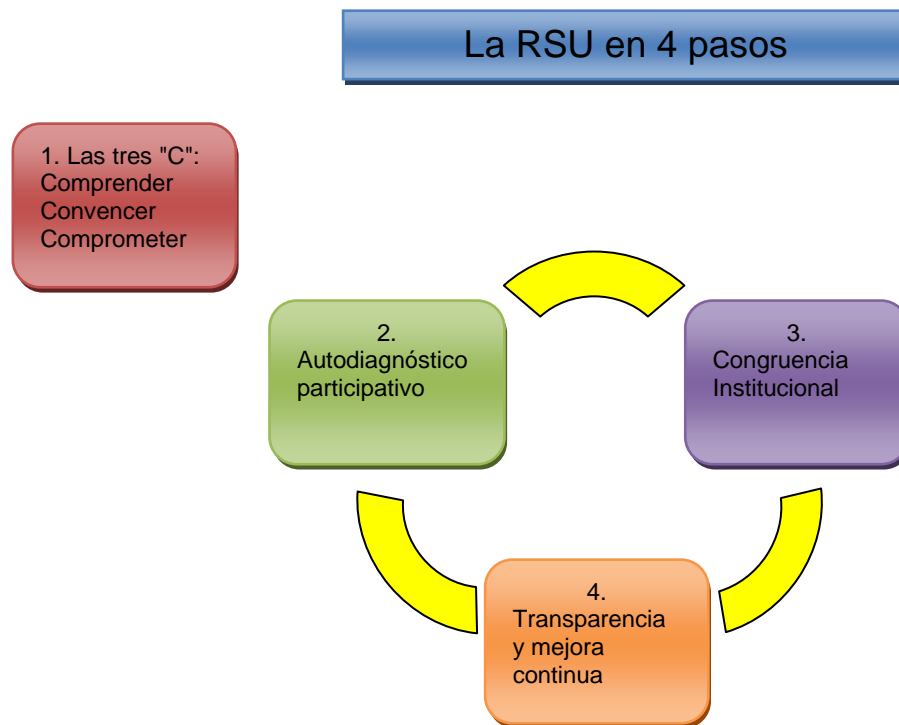 La RSU en 4 pasos
1. Las tres "C":
Comprender
Convencer
Comprometer
2.
Autodiagnóstico
participativo
3.
Congruencia
Institucional
4.
Transparencia
y mejora
continua